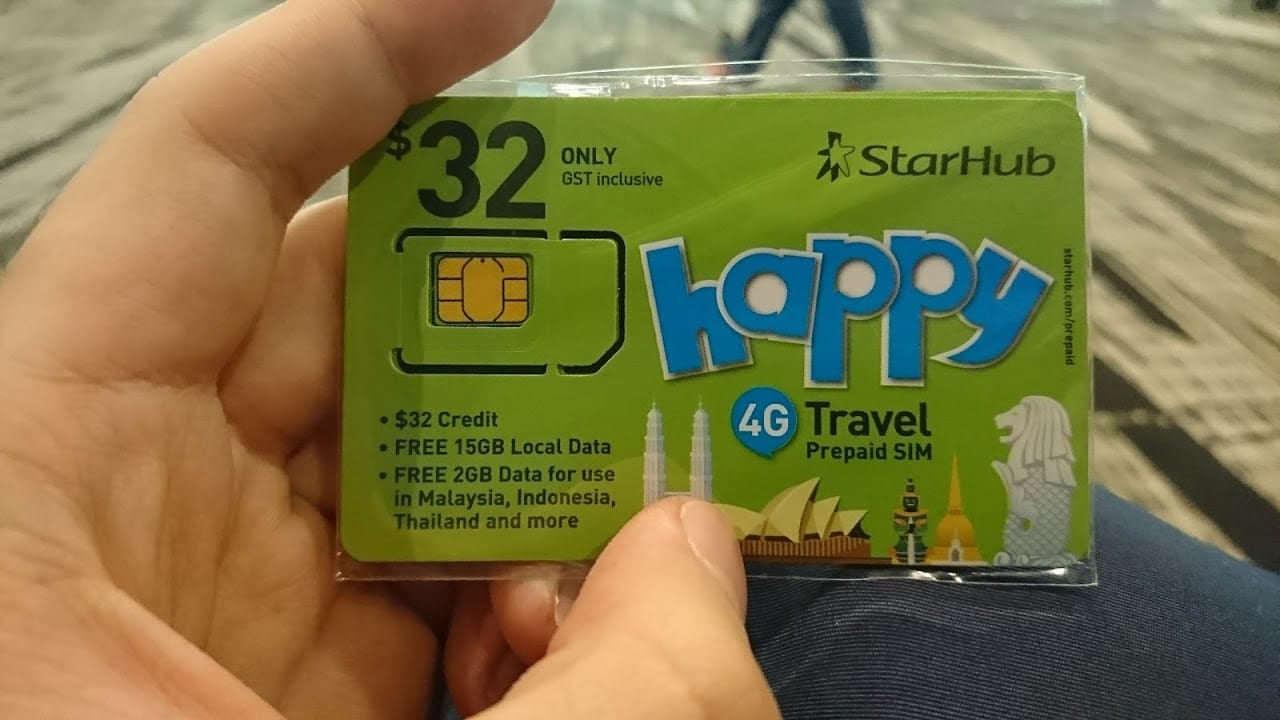 $32 ONLY
GST inclusive
StarHub
happy
starhub.com/prepaid
4G Travel
Prepaid SIM
• $32 Credit
• FREE 15GB Local Data
• FREE 2GB Data for use
in Malaysia, Indonesia,
Thailand and more